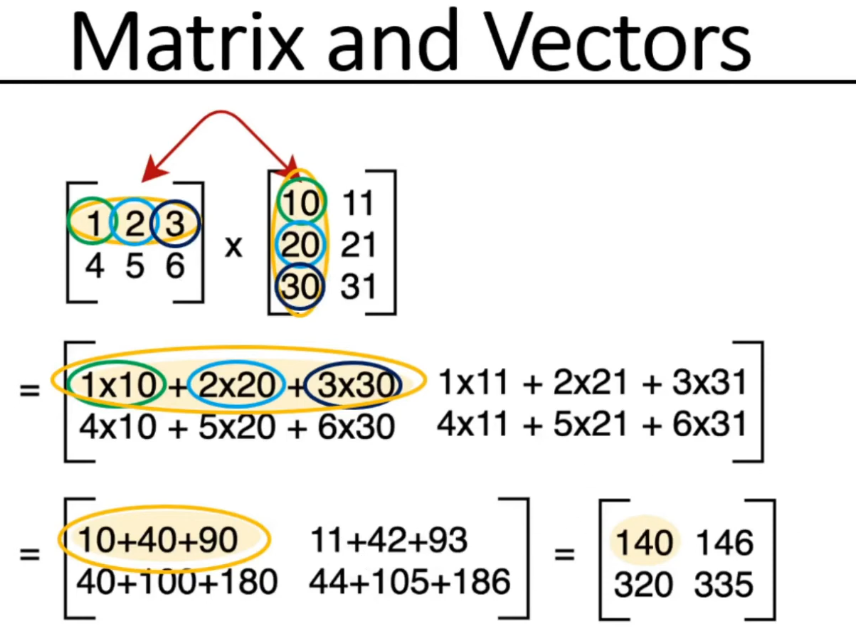 Matrix and Vectors
1 2 3 x 10 11
4 5 6 20 21
30 31
= 1x10 + 2x20 + 3x30 1x11 + 2x21 + 3x31
4x10 + 5x20 + 6x30 4x11 + 5x21 + 6x31
= 10+40+90 11+42+93 = 140 146
40+100+180 44+105+186 320 335